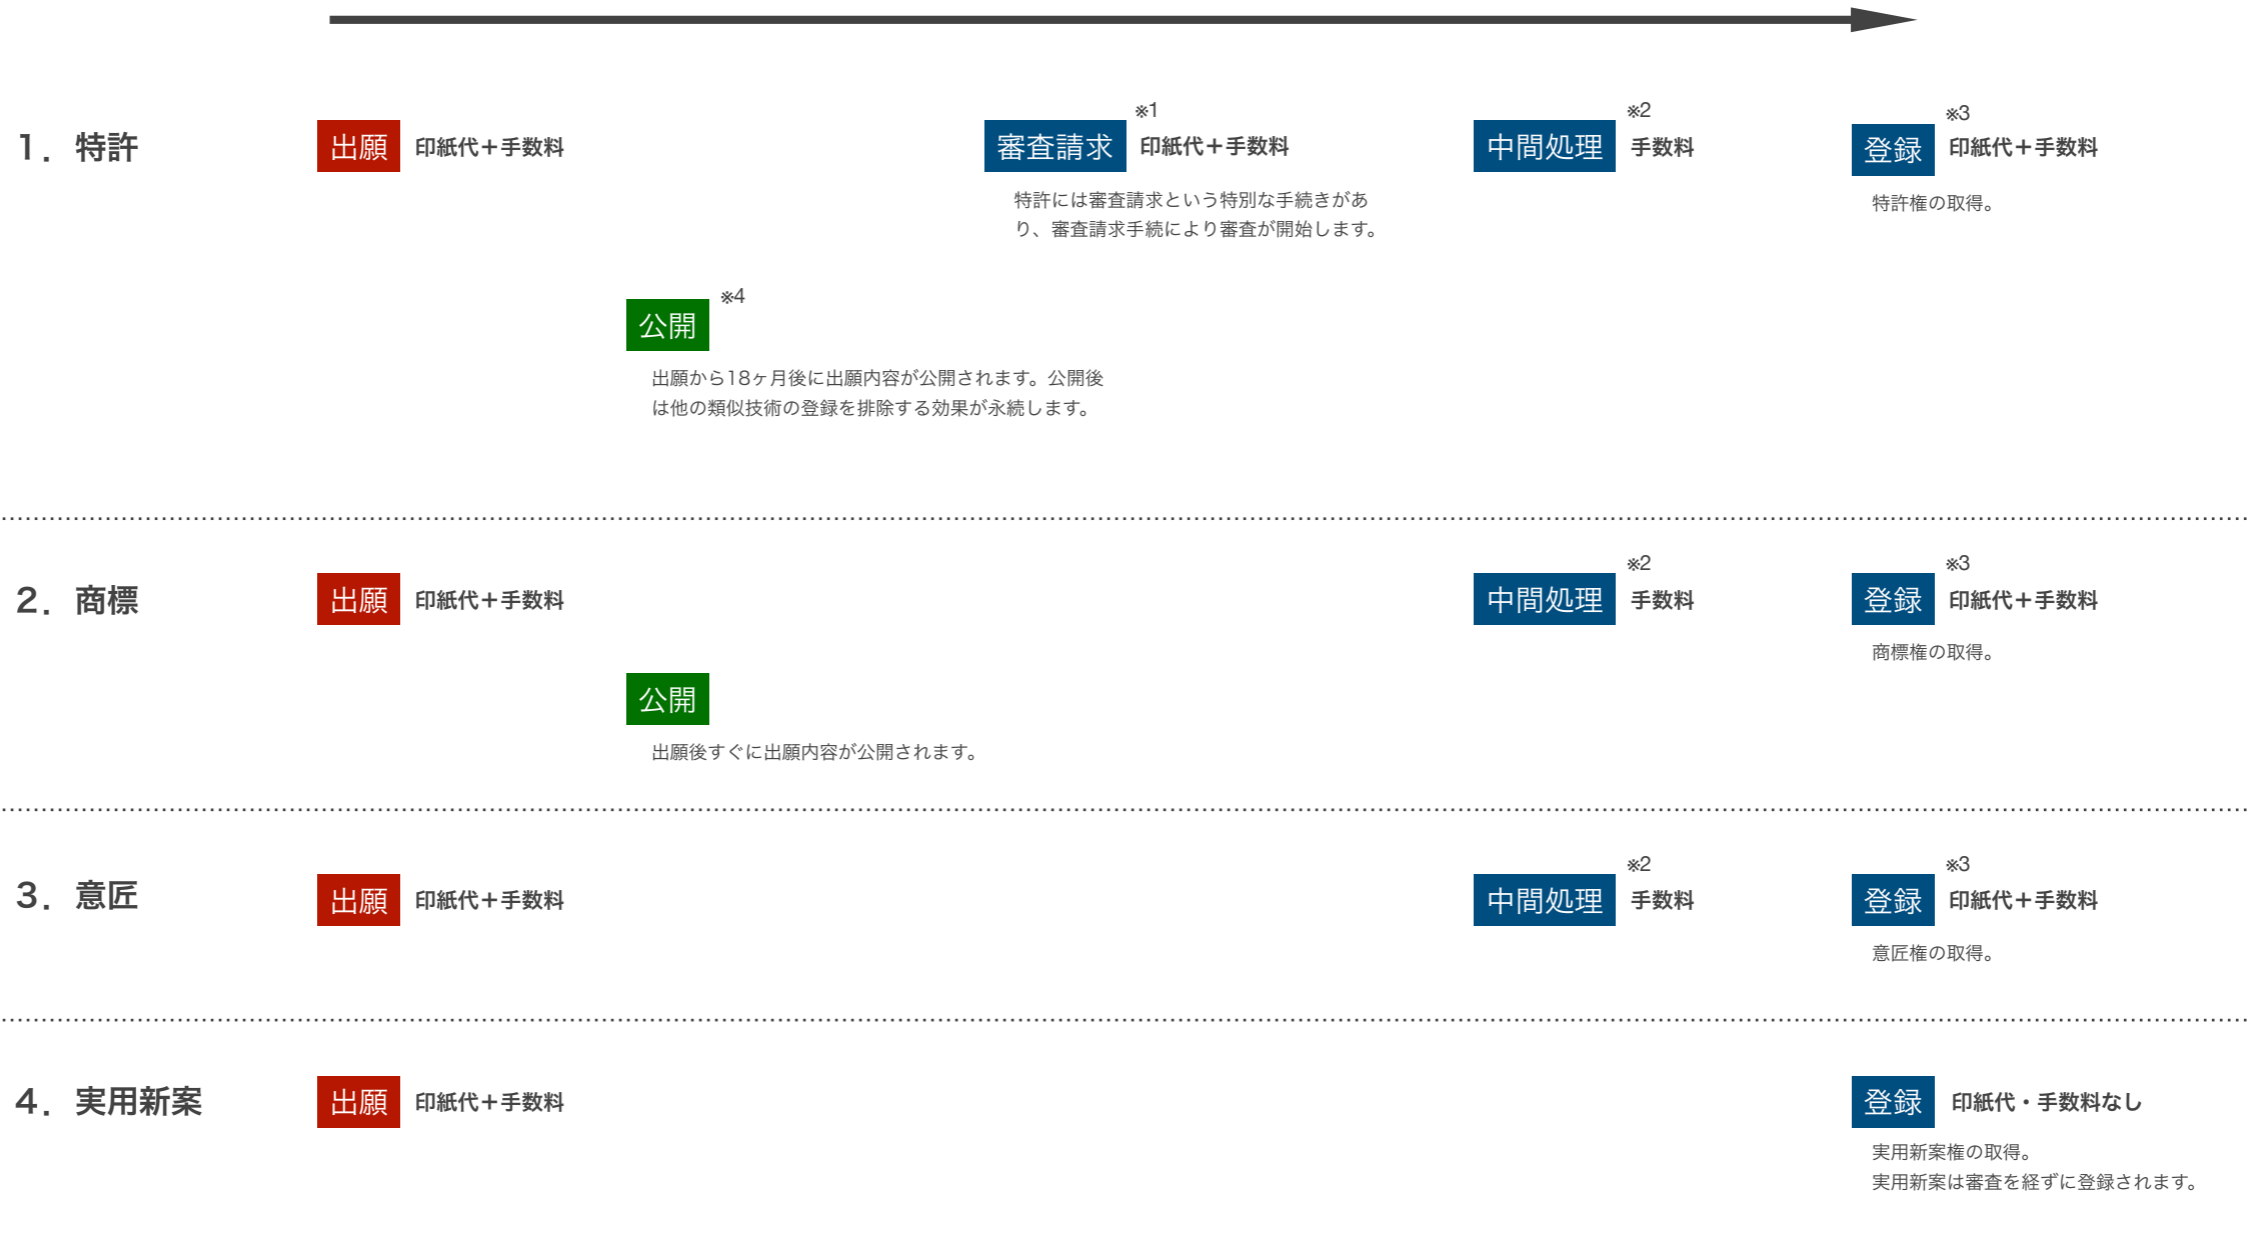 ※1
※2
※3
1. 特許
出願 印紙代＋手数料
審査請求 印紙代＋手数料
中間処理 手数料
登録 印紙代＋手数料
特許には審査請求という特別な手続きがあ
り、審査請求手続により審査が開始します。
特許権の取得。
※4
公開
出願から18ヶ月後に出願内容が公開されます。公開後
は他の類似技術の登録を排除する効果が永続します。
※2
※3
2. 商標
出願 印紙代＋手数料
中間処理 手数料
登録 印紙代＋手数料
商標権の取得。
公開
出願後すぐに出願内容が公開されます。
※2
※3
3. 意匠
出願 印紙代＋手数料
中間処理 手数料
登録 印紙代＋手数料
意匠権の取得。
4. 実用新案
出願 印紙代＋手数料
登録 印紙代・手数料なし
実用新案権の取得。
実用新案は審査を経ずに登録されます。